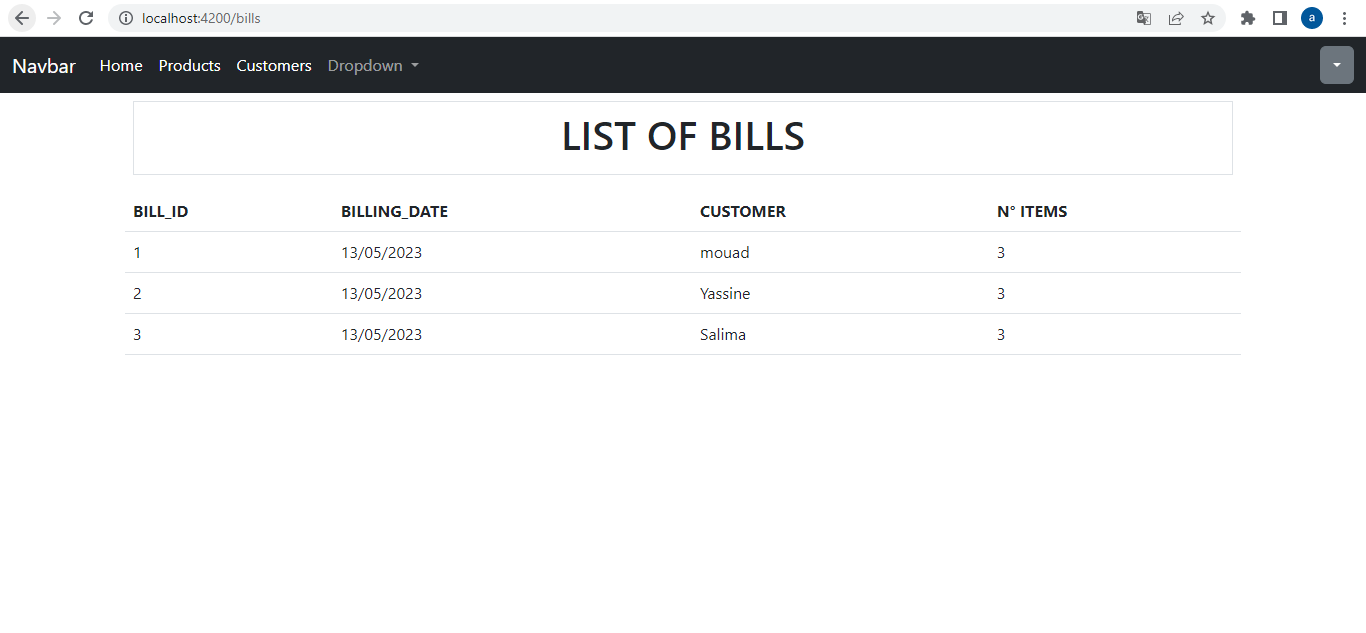 localhost:4200/bills
a
Navbar Home Products Customers Dropdown
LIST OF BILLS
BILL_ID BILLING_DATE CUSTOMER N° ITEMS
1 13/05/2023 mouad 3
2 13/05/2023 Yassine 3
3 13/05/2023 Salima 3